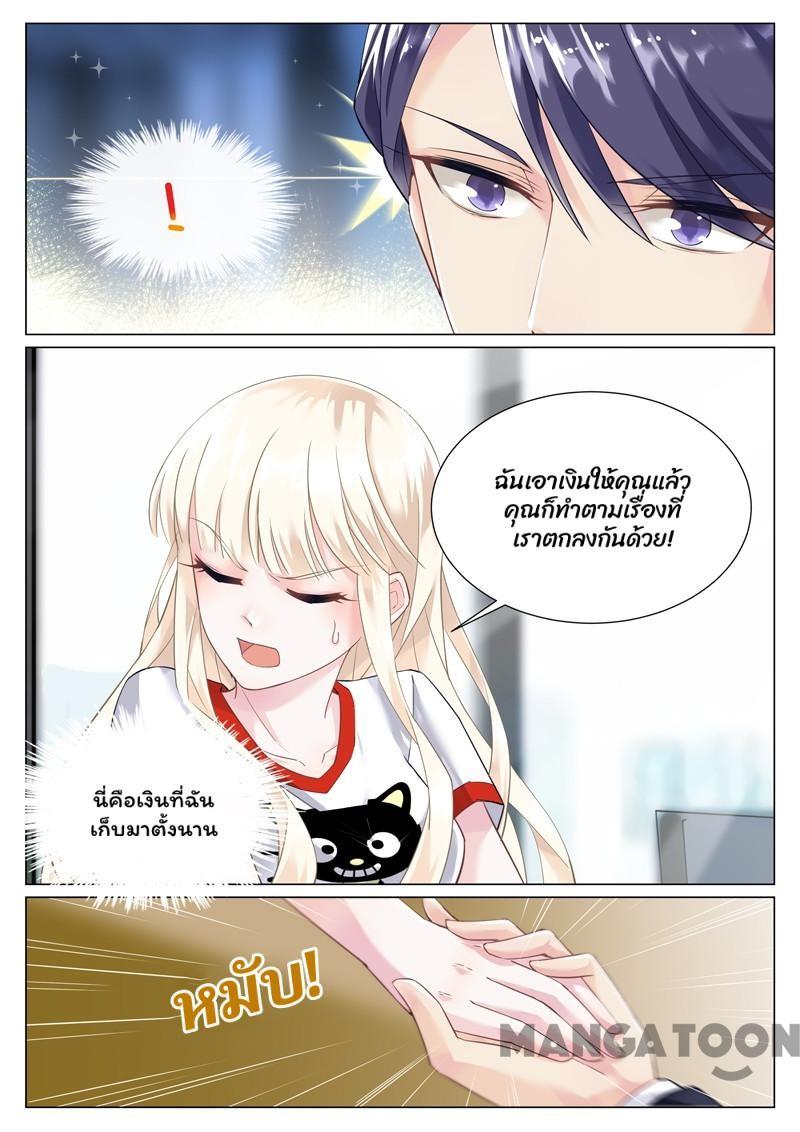 !
ฉันเอาเงินให้คุณแล้ว
คุณก็ทำตามเรื่องที่
เราตกลงกันด้วย!
นี่คือเงินที่ฉัน
เก็บมาตั้งนาน
หมับ!
MANGATOON